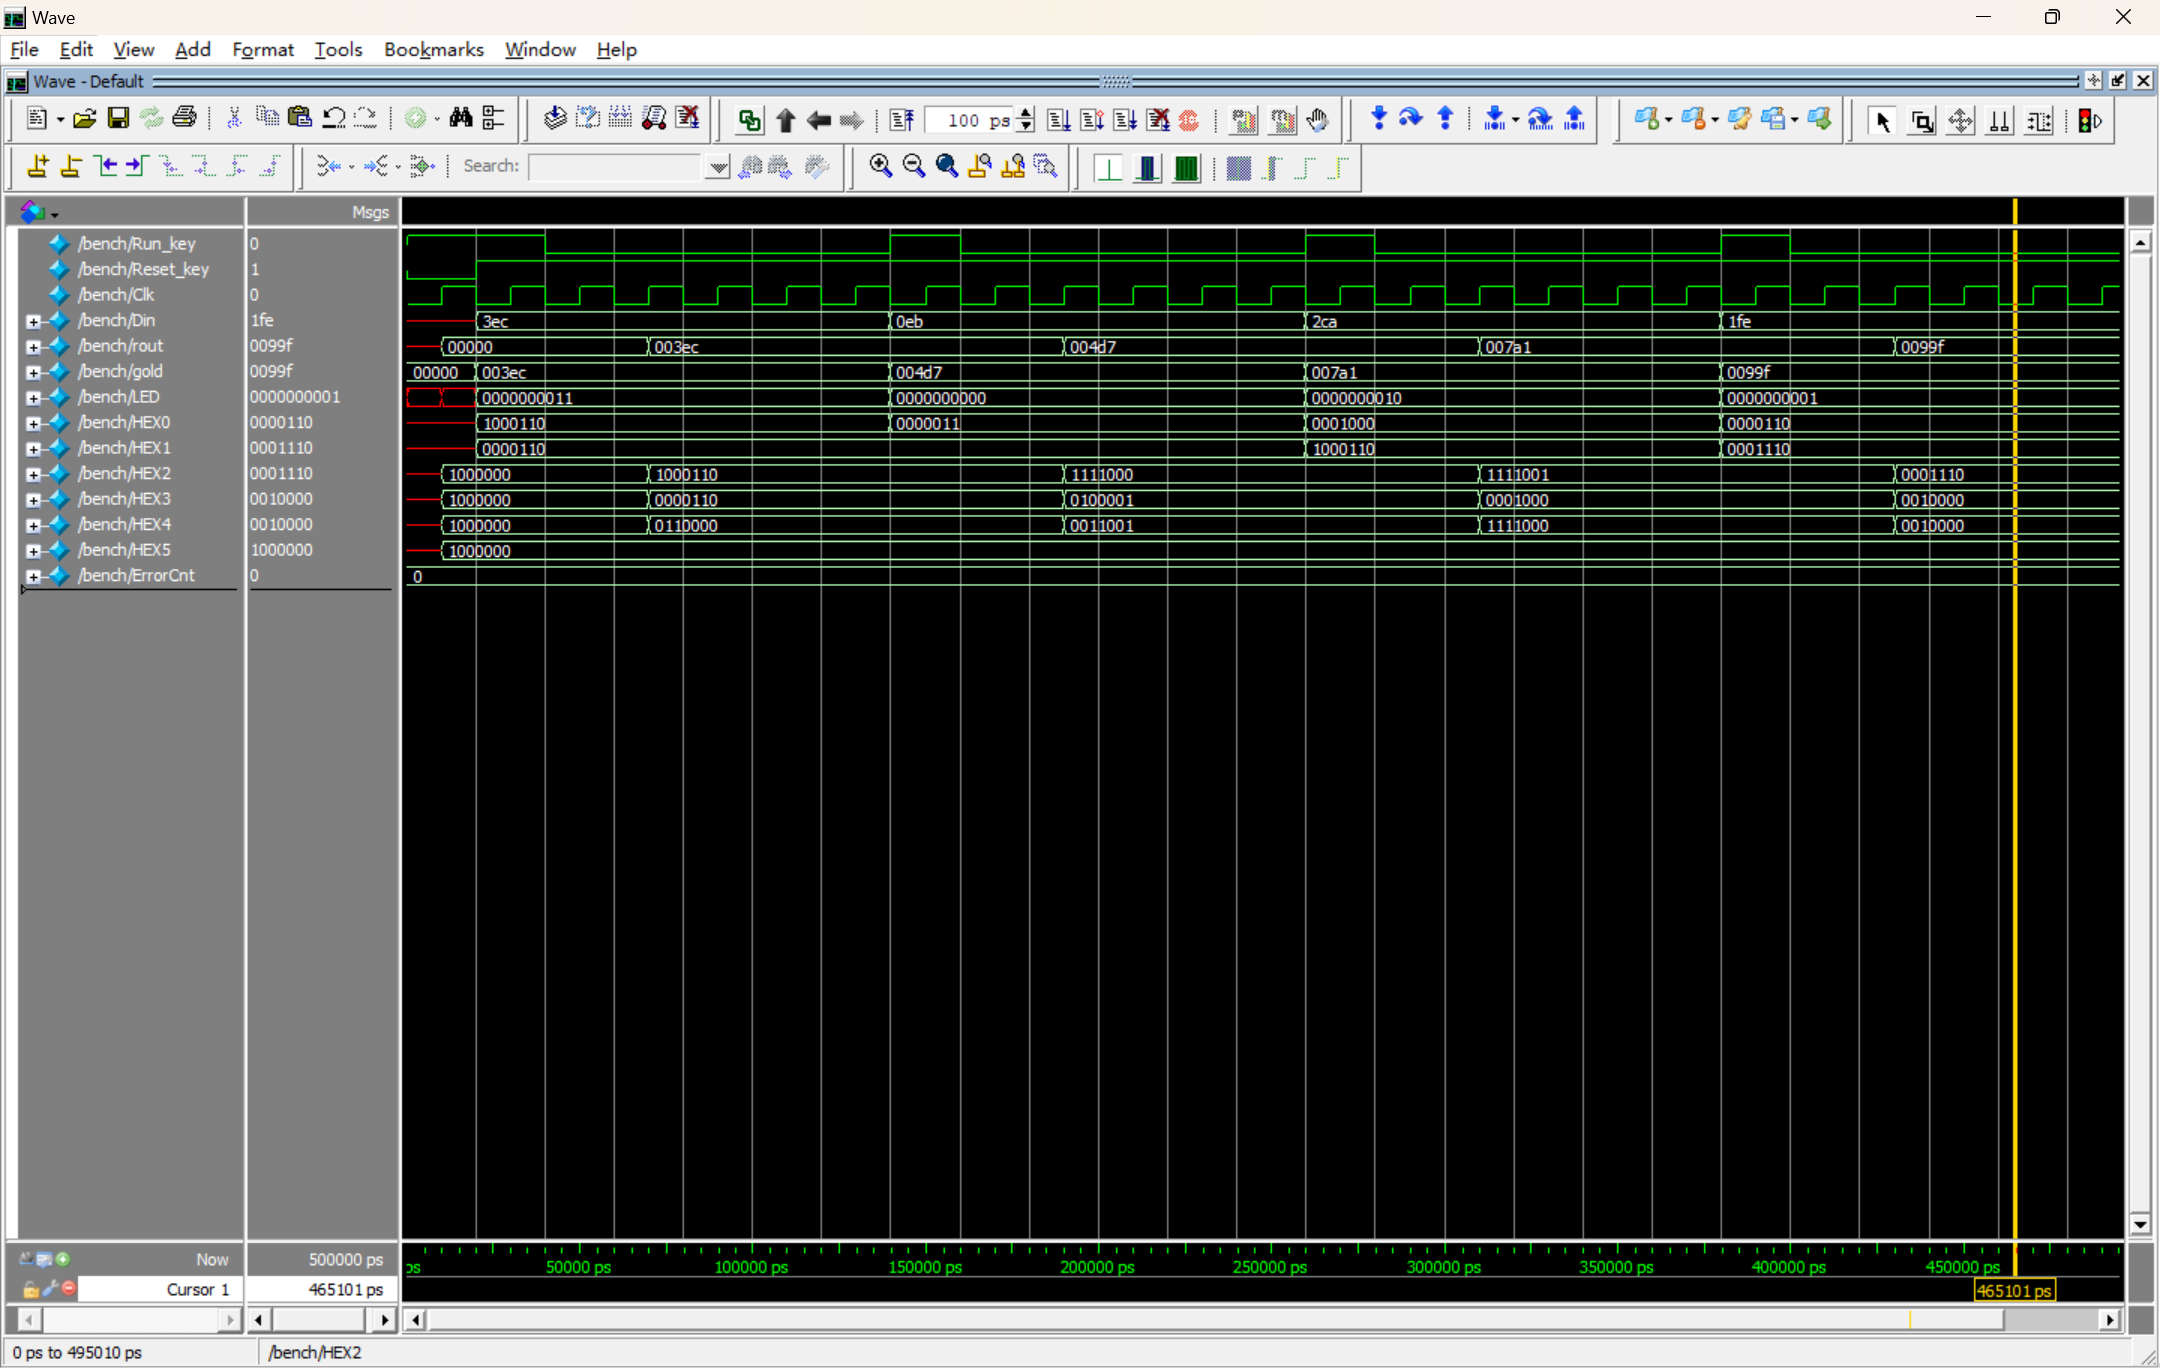 Wave
File Edit View Add Format Tools Bookmarks Window Help
Wave - Default
100 ps
Search:
Msgs
/bench/Run_key 0
/bench/Reset_key 1
/bench/Clk 0
/bench/Din 1fe 3ec 0eb 2ca 1fe
/bench/rout 0099f 00000 003ec 004d7 007a1 0099f
/bench/gold 0099f 00000 003ec 004d7 007a1 0099f
/bench/LED 0000000001 0000000011 0000000000 0000000010 0000000001
/bench/HEX0 0000110 1000110 0000011 0001000 0000110
/bench/HEX1 0001110 0000110 1000110 0001110
/bench/HEX2 0001110 1000000 1000110 1111000 1111001 0001110
/bench/HEX3 0010000 1000000 0000110 0100001 0001000 0010000
/bench/HEX4 0010000 1000000 0110000 0011001 1111000 0010000
/bench/HEX5 1000000 1000000
/bench/ErrorCnt 0 0
Now 500000 ps
ps 50000 ps 100000 ps 150000 ps 200000 ps 250000 ps 300000 ps 350000 ps 400000 ps 450000 ps
Cursor 1 465101 ps 465101 ps
0 ps to 495010 ps /bench/HEX2